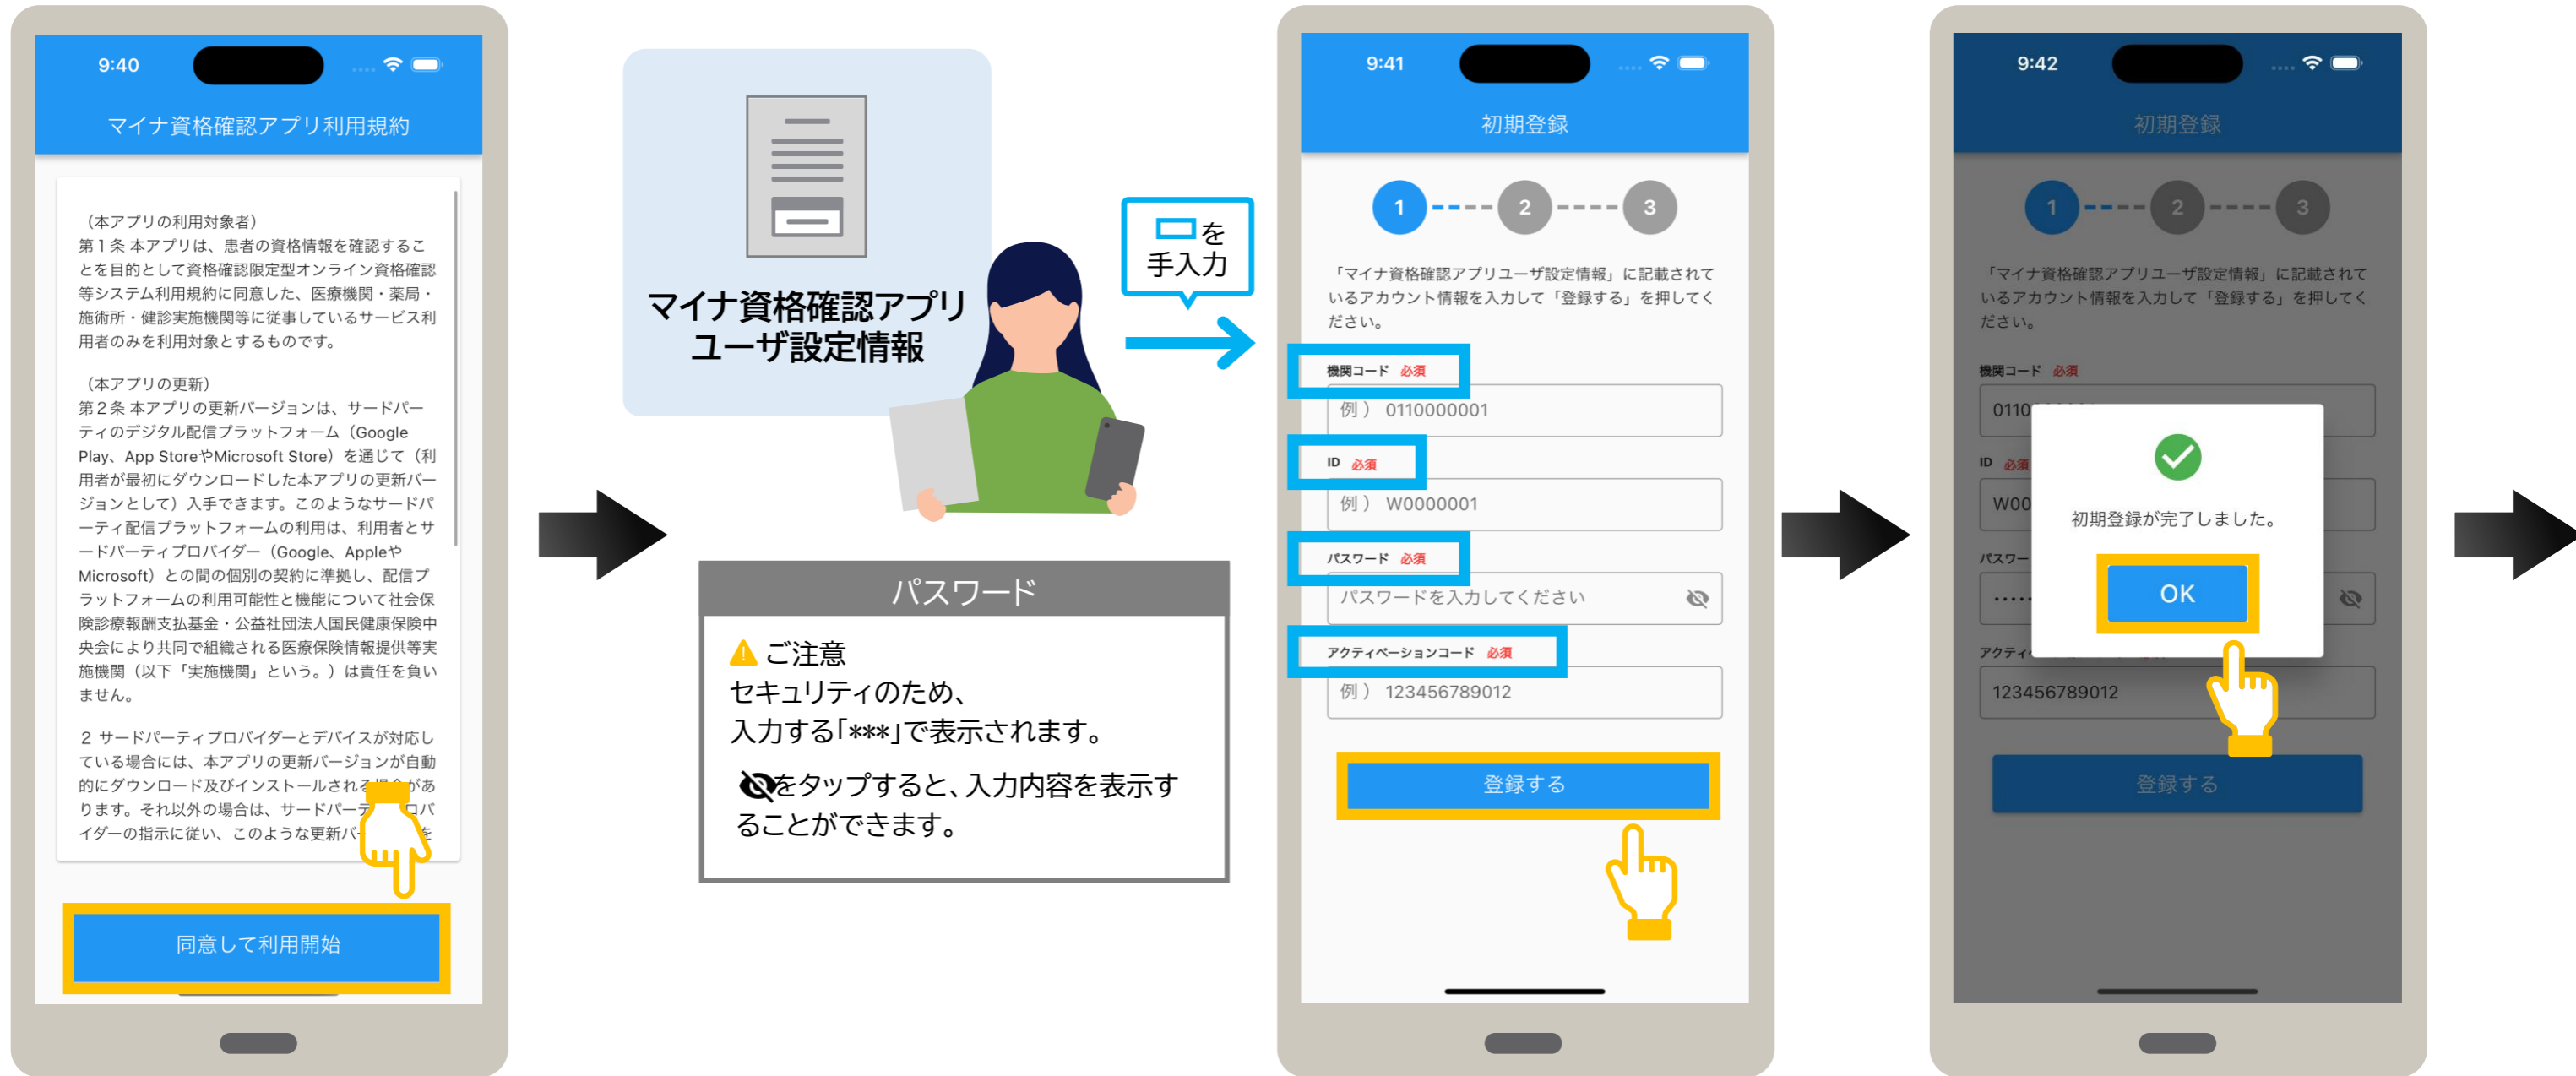 9:40
マイナ資格確認アプリ利用規約
（本アプリの利用対象者）
第１条 本アプリは、患者の資格情報を確認するこ
とを目的として資格確認限定型オンライン資格確認
等システム利用規約に同意した、医療機関・薬局・
施術所・健診実施機関等に従事しているサービス利
用者のみを利用対象とするものです。
（本アプリの更新）
第２条 本アプリの更新バージョンは、サードパー
ティのデジタル配信プラットフォーム（Google
Play、App StoreやMicrosoft Store）を通じて（利
用者が最初にダウンロードした本アプリの更新バー
ジョンとして）入手できます。このようなサードパ
ーティ配信プラットフォームの利用は、利用者とサ
ードパーティプロバイダー（Google、Appleや
Microsoft）との間の個別の契約に準拠し、配信プ
ラットフォームの利用可能性と機能について社会保
険診療報酬支払基金・公益社団法人国民健康保険中
央会により共同で組織される医療保険情報提供等実
施機関（以下「実施機関」という。）は責任を負い
ません。
２ サードパーティプロバイダーとデバイスが対応し
ている場合には、本アプリの更新バージョンが自動
的にダウンロード及びインストールされる場合があ
ります。それ以外の場合は、サードパーティ ロバ
イダーの指示に従い、このような更新バー を
同意して利用開始
マイナ資格確認アプリ
ユーザ設定情報
を
手入力
パスワード
ご注意
セキュリティのため、
入力する「***」で表示されます。
をタップすると、入力内容を表示す
ることができます。
9:41
初期登録
1 2 3
「マイナ資格確認アプリユーザ設定情報」に記載されて
いるアカウント情報を入力して「登録する」を押してく
ださい。
機関コード 必須
例） 0110000001
ID 必須
例） W0000001
パスワード 必須
パスワードを入力してください
アクティベーションコード 必須
例） 123456789012
登録する
9:42
初期登録
1 2 3
「マイナ資格確認アプリユーザ設定情報」に記載されて
いるアカウント情報を入力して「登録する」を押してく
ださい。
機関コード 必須
0110
ID 必須
W00
初期登録が完了しました。
パスワー
OK
アクティ
123456789012
登録する